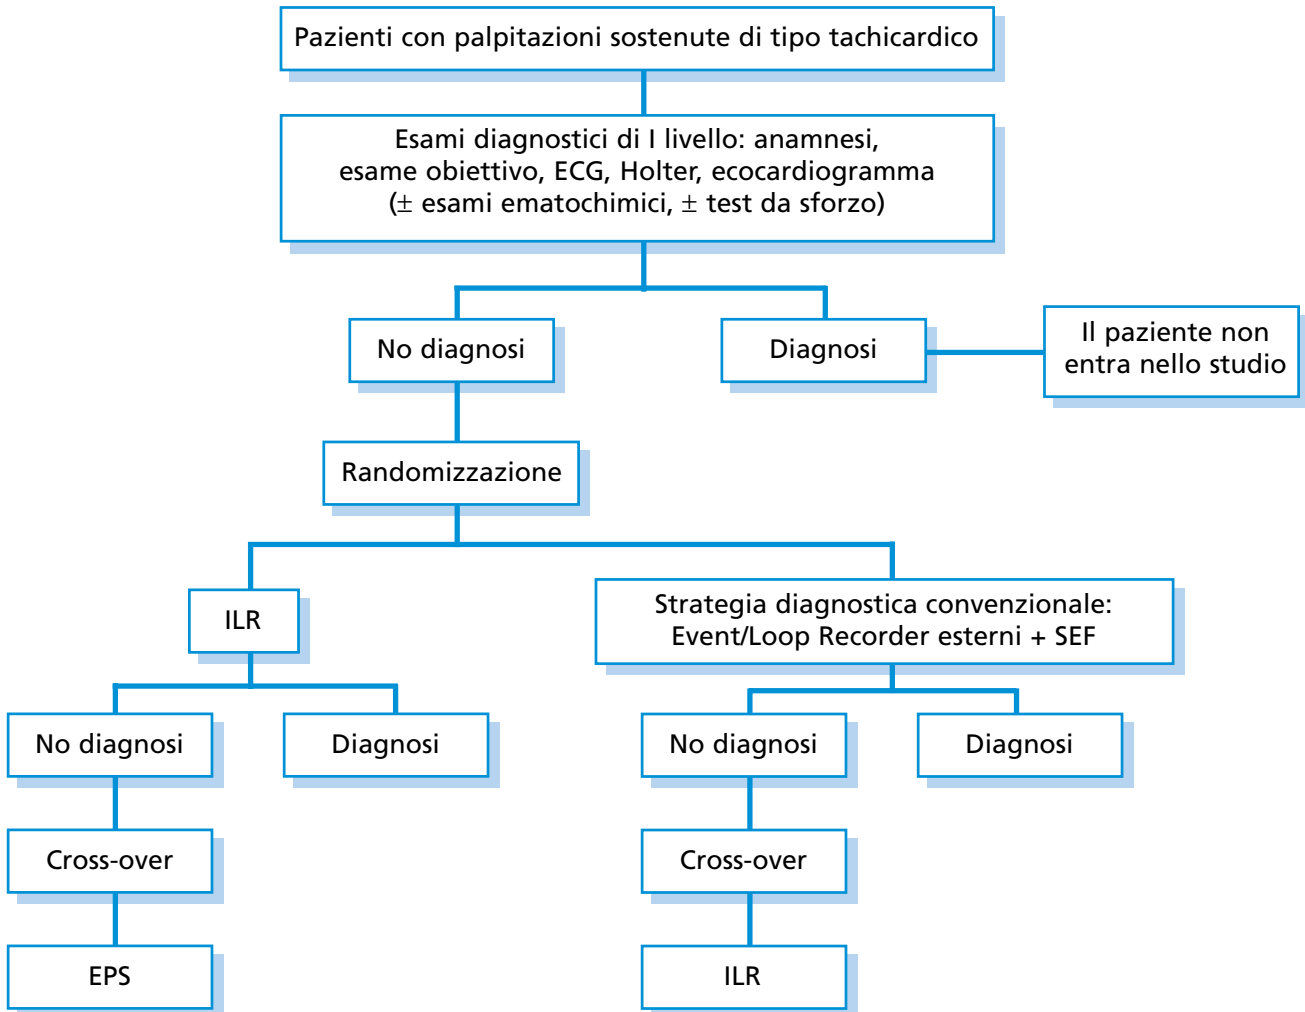 Pazienti con palpitazioni sostenute di tipo tachicardico
Esami diagnostici di I livello: anamnesi,
esame obiettivo, ECG, Holter, ecocardiogramma
(± esami ematochimici, ± test da sforzo)
No diagnosi
Diagnosi
Il paziente non
entra nello studio
Randomizzazione
ILR
Strategia diagnostica convenzionale:
Event/Loop Recorder esterni + SEF
No diagnosi
Diagnosi
No diagnosi
Diagnosi
Cross-over
Cross-over
EPS
ILR